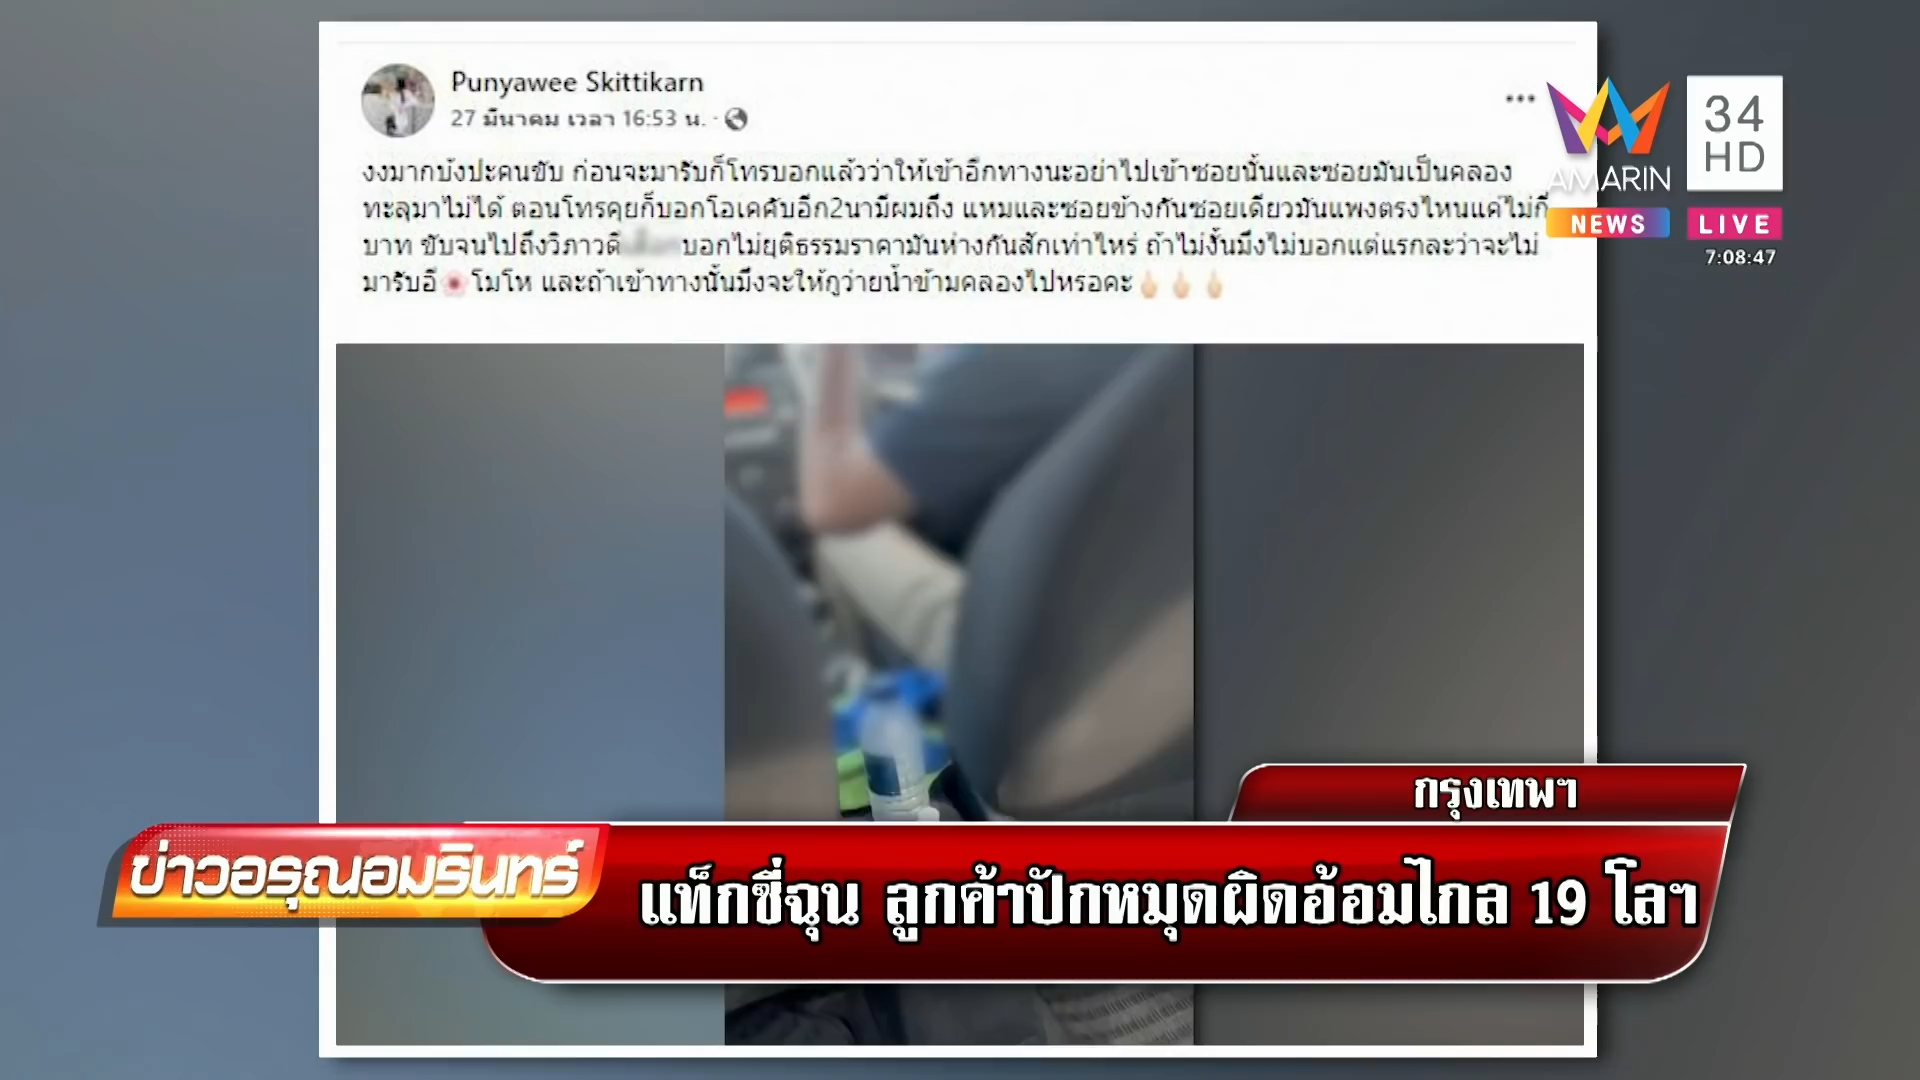 Punyawee Skittikarn
27 มีนาคม เวลา 16:53 น. ·
งงมากบังปะคนขับ ก่อนจะมารับก็โทรบอกแล้วว่าให้เข้าอีกทางนะอย่าไปเข้าซอยนั้นและซอยมันเป็นคลอง
ทะลุมาไม่ได้ ตอนโทรคุยก็บอกโอเคคับอีก2นามีผมถึง แหมและซอยข้างกันซอยเดียวมันแพงตรงไหนแค่ไม่กี่
บาท ขับจนไปถึงวิภาวดี บอกไม่ยุติธรรมราคามันห่างกันสักเท่าไหร่ ถ้าไม่งั้นมึงไม่บอกแต่แรกละว่าจะไม่
มารับอี🌸โมโห และถ้าเข้าทางนั้นมึงจะให้กูว่ายน้ำข้ามคลองไปหรอคะ🖕🏻🖕🏻🖕🏻
AMARIN
NEWS
34
HD
LIVE
7:08:47
กรุงเทพฯ
ข่าวอรุณอมรินทร์
แท็กซี่ฉุน ลูกค้าปักหมุดผิดอ้อมไกล 19 โลฯ